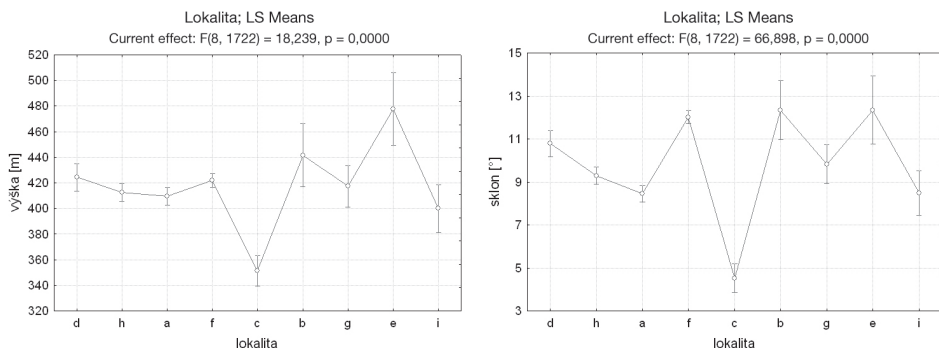 Lokalita; LS Means
Current effect: F(8, 1722) = 18,239, p = 0,0000
520
500
480
460
440
420
400
380
360
340
320
výška [m]
d h a f c b g e i
lokalita
Lokalita; LS Means
Current effect: F(8, 1722) = 66,898, p = 0,0000
15
13
11
9
7
5
3
sklon [°]
d h a f c b g e i
lokalita